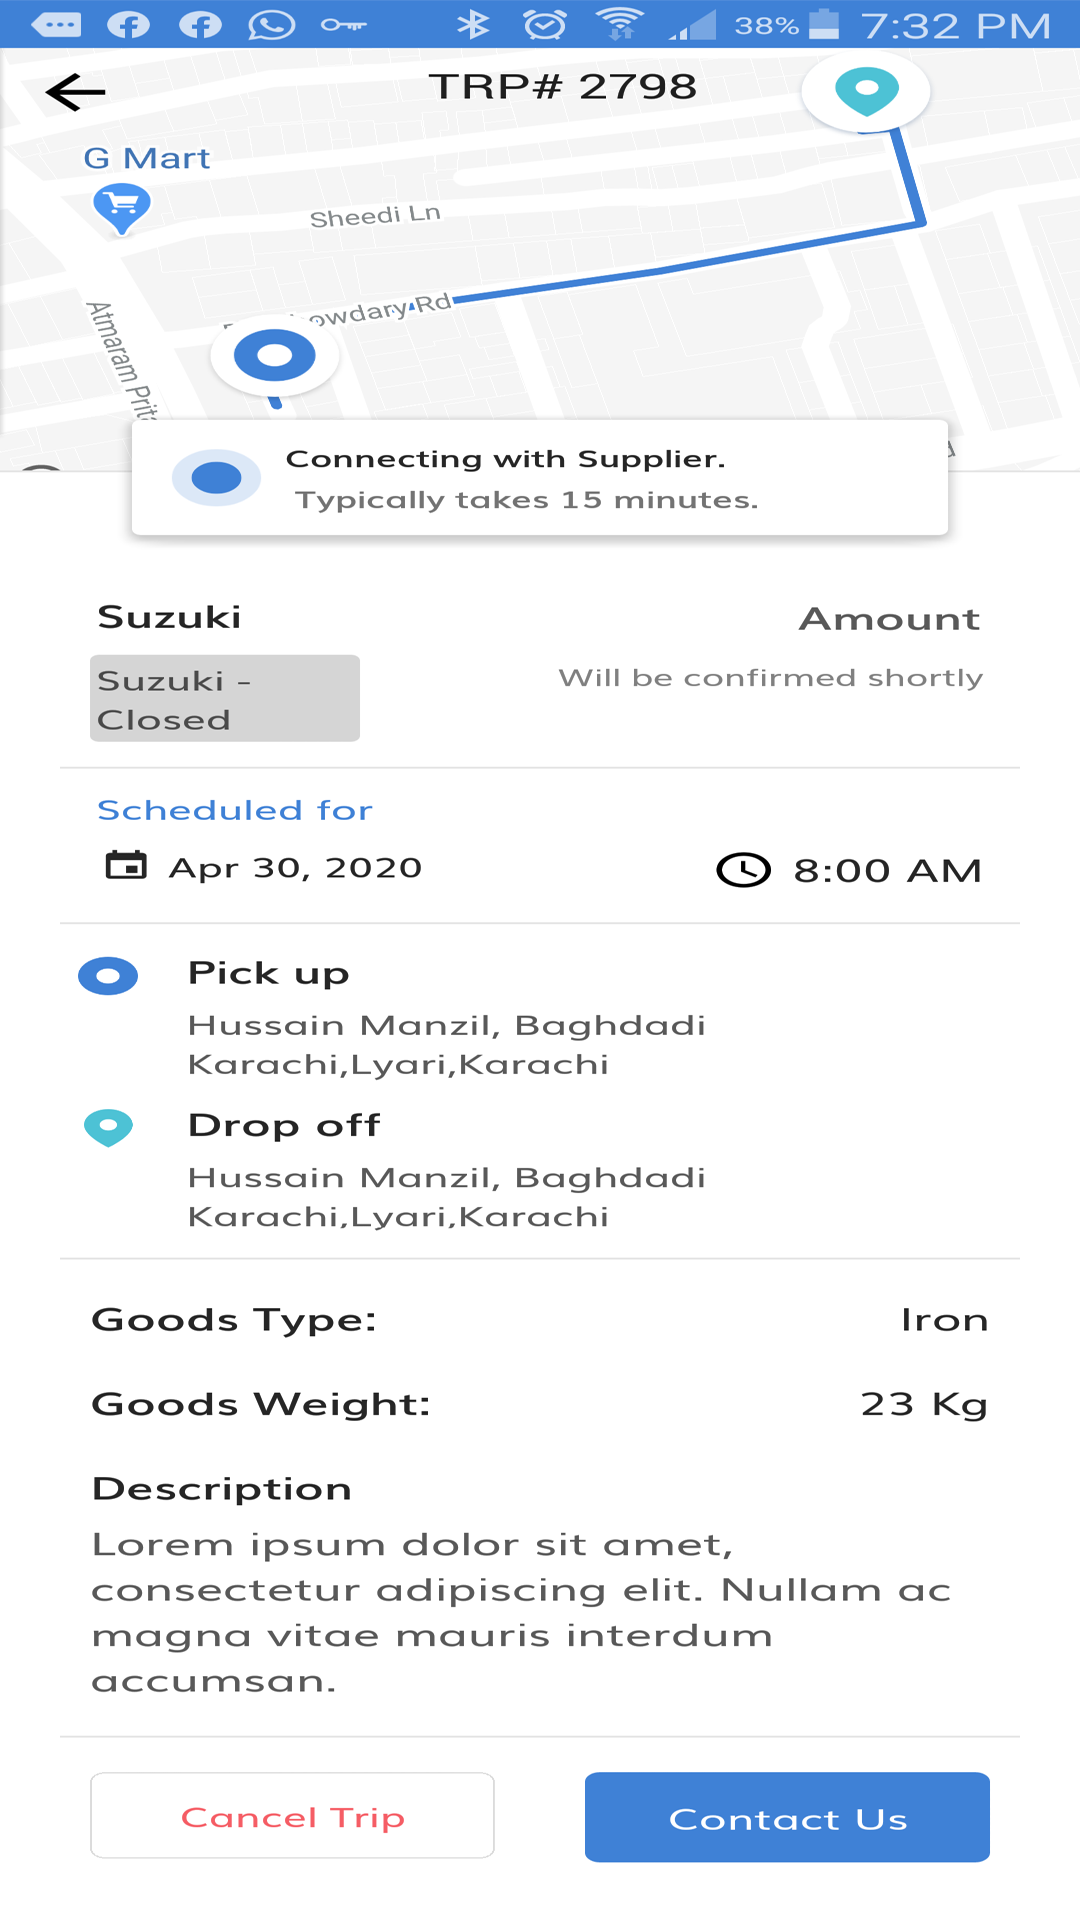 38% 7:32 PM
TRP# 2798
G Mart
Sheedi Ln
owdary Rd
Atmaram Prit
Connecting with Supplier.
Typically takes 15 minutes.
Suzuki
Amount
Suzuki -
Closed
Will be confirmed shortly
Scheduled for
Apr 30, 2020
8:00 AM
Pick up
Hussain Manzil, Baghdadi
Karachi,Lyari,Karachi
Drop off
Hussain Manzil, Baghdadi
Karachi,Lyari,Karachi
Goods Type:
Iron
Goods Weight:
23 Kg
Description
Lorem ipsum dolor sit amet,
consectetur adipiscing elit. Nullam ac
magna vitae mauris interdum
accumsan.
Cancel Trip
Contact Us